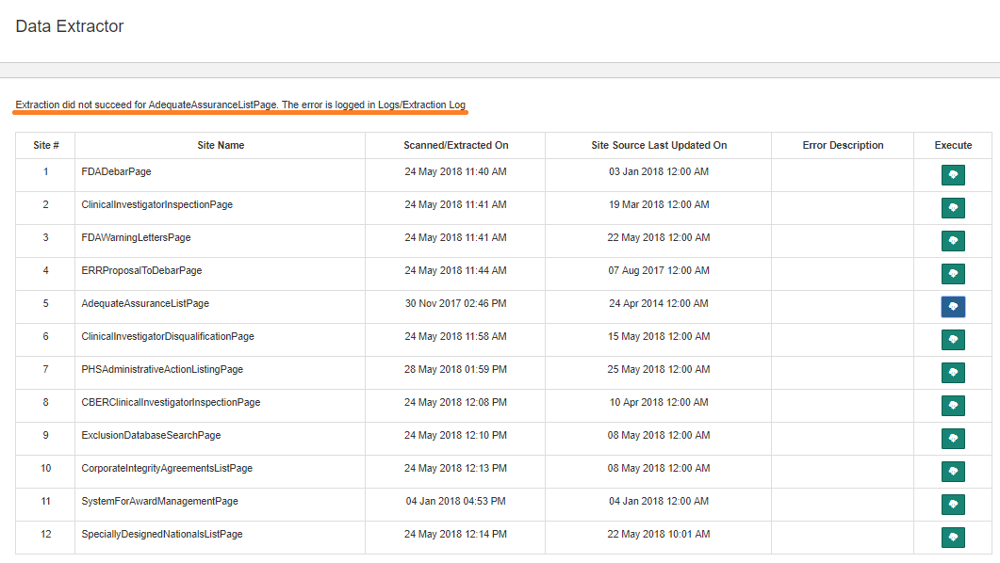 Data Extractor
Extraction did not succeed for AdequateAssuranceListPage. The error is logged in Logs/Extraction Log
Site # Site Name Scanned/Extracted On Site Source Last Updated On Error Description Execute
1 FDADebarPage 24 May 2018 11:40 AM 03 Jan 2018 12:00 AM
2 ClinicalInvestigatorInspectionPage 24 May 2018 11:41 AM 19 Mar 2018 12:00 AM
3 FDAWarningLettersPage 24 May 2018 11:41 AM 22 May 2018 12:00 AM
4 ERRProposalToDebarPage 24 May 2018 11:44 AM 07 Aug 2017 12:00 AM
5 AdequateAssuranceListPage 30 Nov 2017 02:46 PM 24 Apr 2014 12:00 AM
6 ClinicalInvestigatorDisqualificationPage 24 May 2018 11:58 AM 15 May 2018 12:00 AM
7 PHSAdministrativeActionListingPage 28 May 2018 01:59 PM 25 May 2018 12:00 AM
8 CBERClinicalInvestigatorInspectionPage 24 May 2018 12:08 PM 10 Apr 2018 12:00 AM
9 ExclusionDatabaseSearchPage 24 May 2018 12:10 PM 08 May 2018 12:00 AM
10 CorporateIntegrityAgreementsListPage 24 May 2018 12:13 PM 08 May 2018 12:00 AM
11 SystemForAwardManagementPage 04 Jan 2018 04:53 PM 04 Jan 2018 12:00 AM
12 SpeciallyDesignedNationalsListPage 24 May 2018 12:14 PM 22 May 2018 10:01 AM